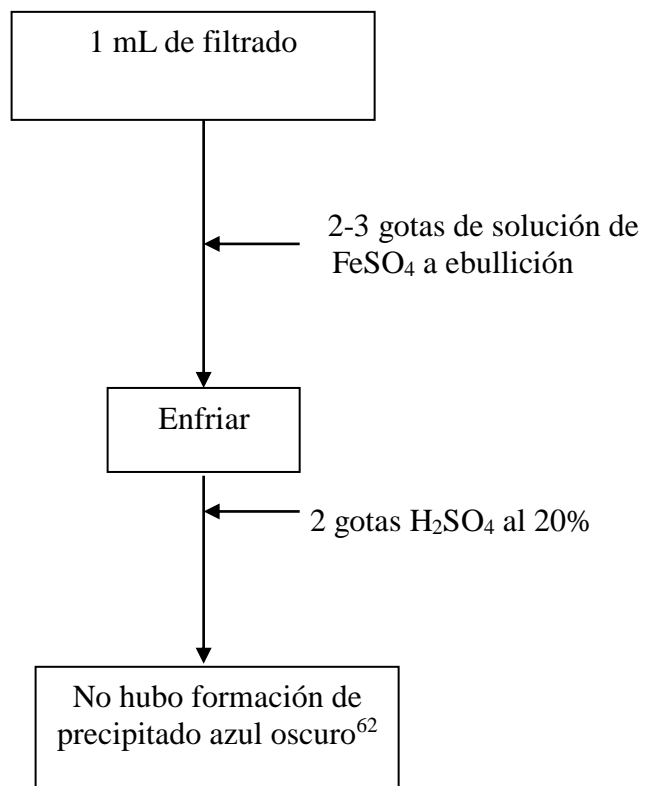 1 mL de filtrado
2-3 gotas de solución de
FeSO₄ a ebullición
Enfriar
2 gotas H₂SO₄ al 20%
No hubo formación de
precipitado azul oscuro⁶²